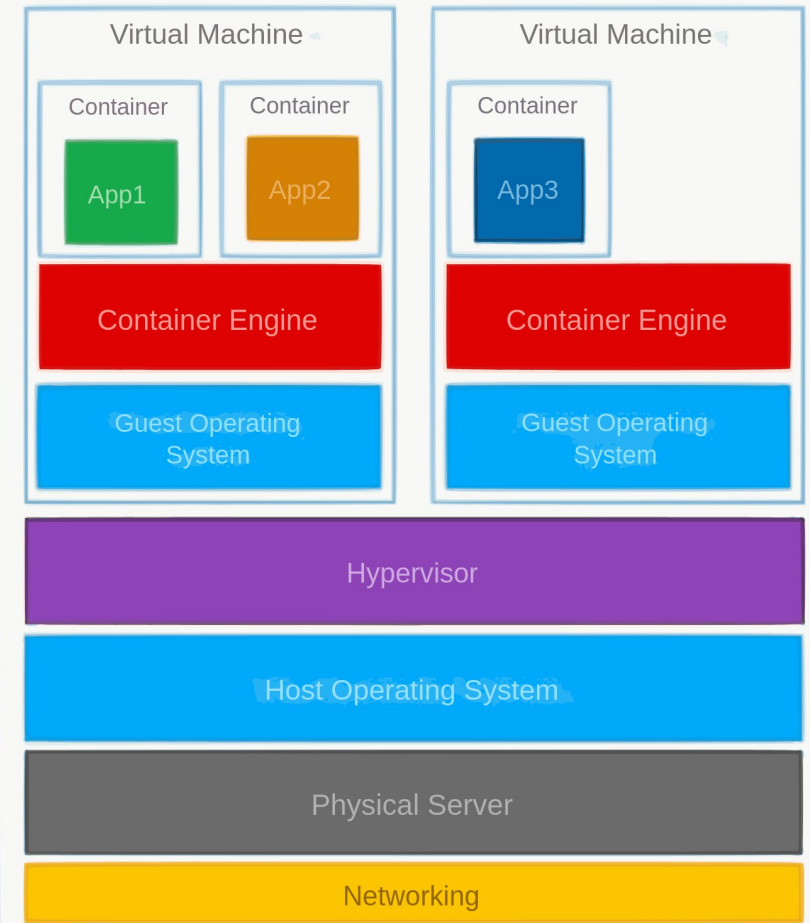 Virtual Machine
Virtual Machine
Container
Container
Container
App1
App2
App3
Container Engine
Container Engine
Guest Operating
System
Guest Operating
System
Hypervisor
Host Operating System
Physical Server
Networking